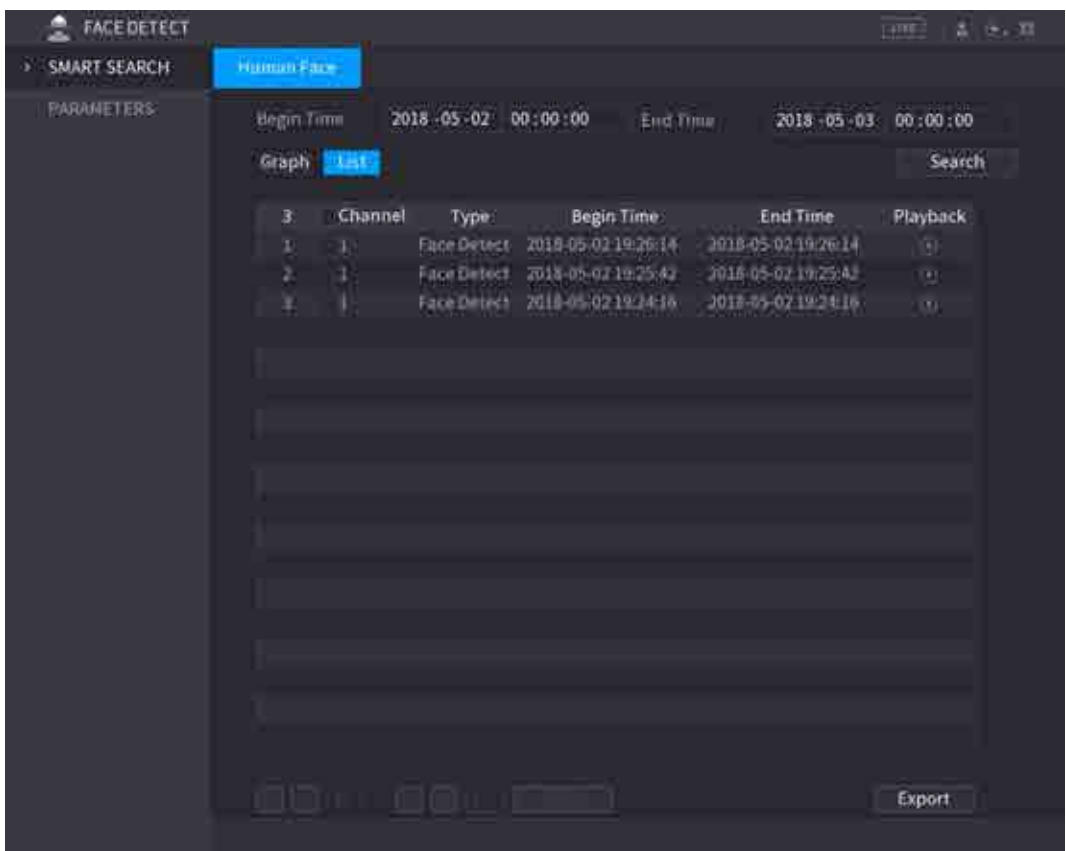 FACE DETECT LIVE
SMART SEARCH Human Face
PARAMETERS
Begin Time 2018 -05 -02 00 : 00 : 00 End Time 2018 -05 -03 00 : 00 : 00
Graph List Search
3 Channel Type Begin Time End Time Playback
1 1 Face Detect 2018-05-02 19:26:14 2018-05-02 19:26:14
2 1 Face Detect 2018-05-02 19:25:42 2018-05-02 19:25:42
3 1 Face Detect 2018-05-02 19:24:16 2018-05-02 19:24:16
Export